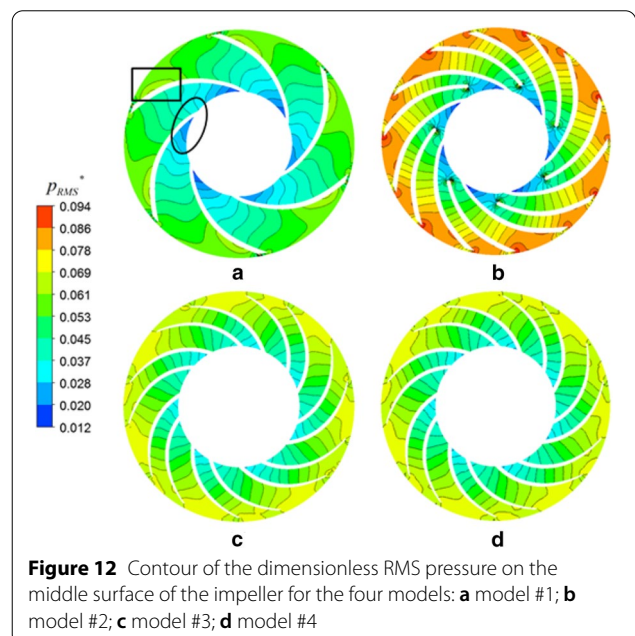 a
b
p_RMS*
0.094
0.086
0.078
0.069
0.061
0.053
0.045
0.037
0.028
0.020
0.012
c
d
Figure 12 Contour of the dimensionless RMS pressure on the
middle surface of the impeller for the four models: a model #1; b
model #2; c model #3; d model #4